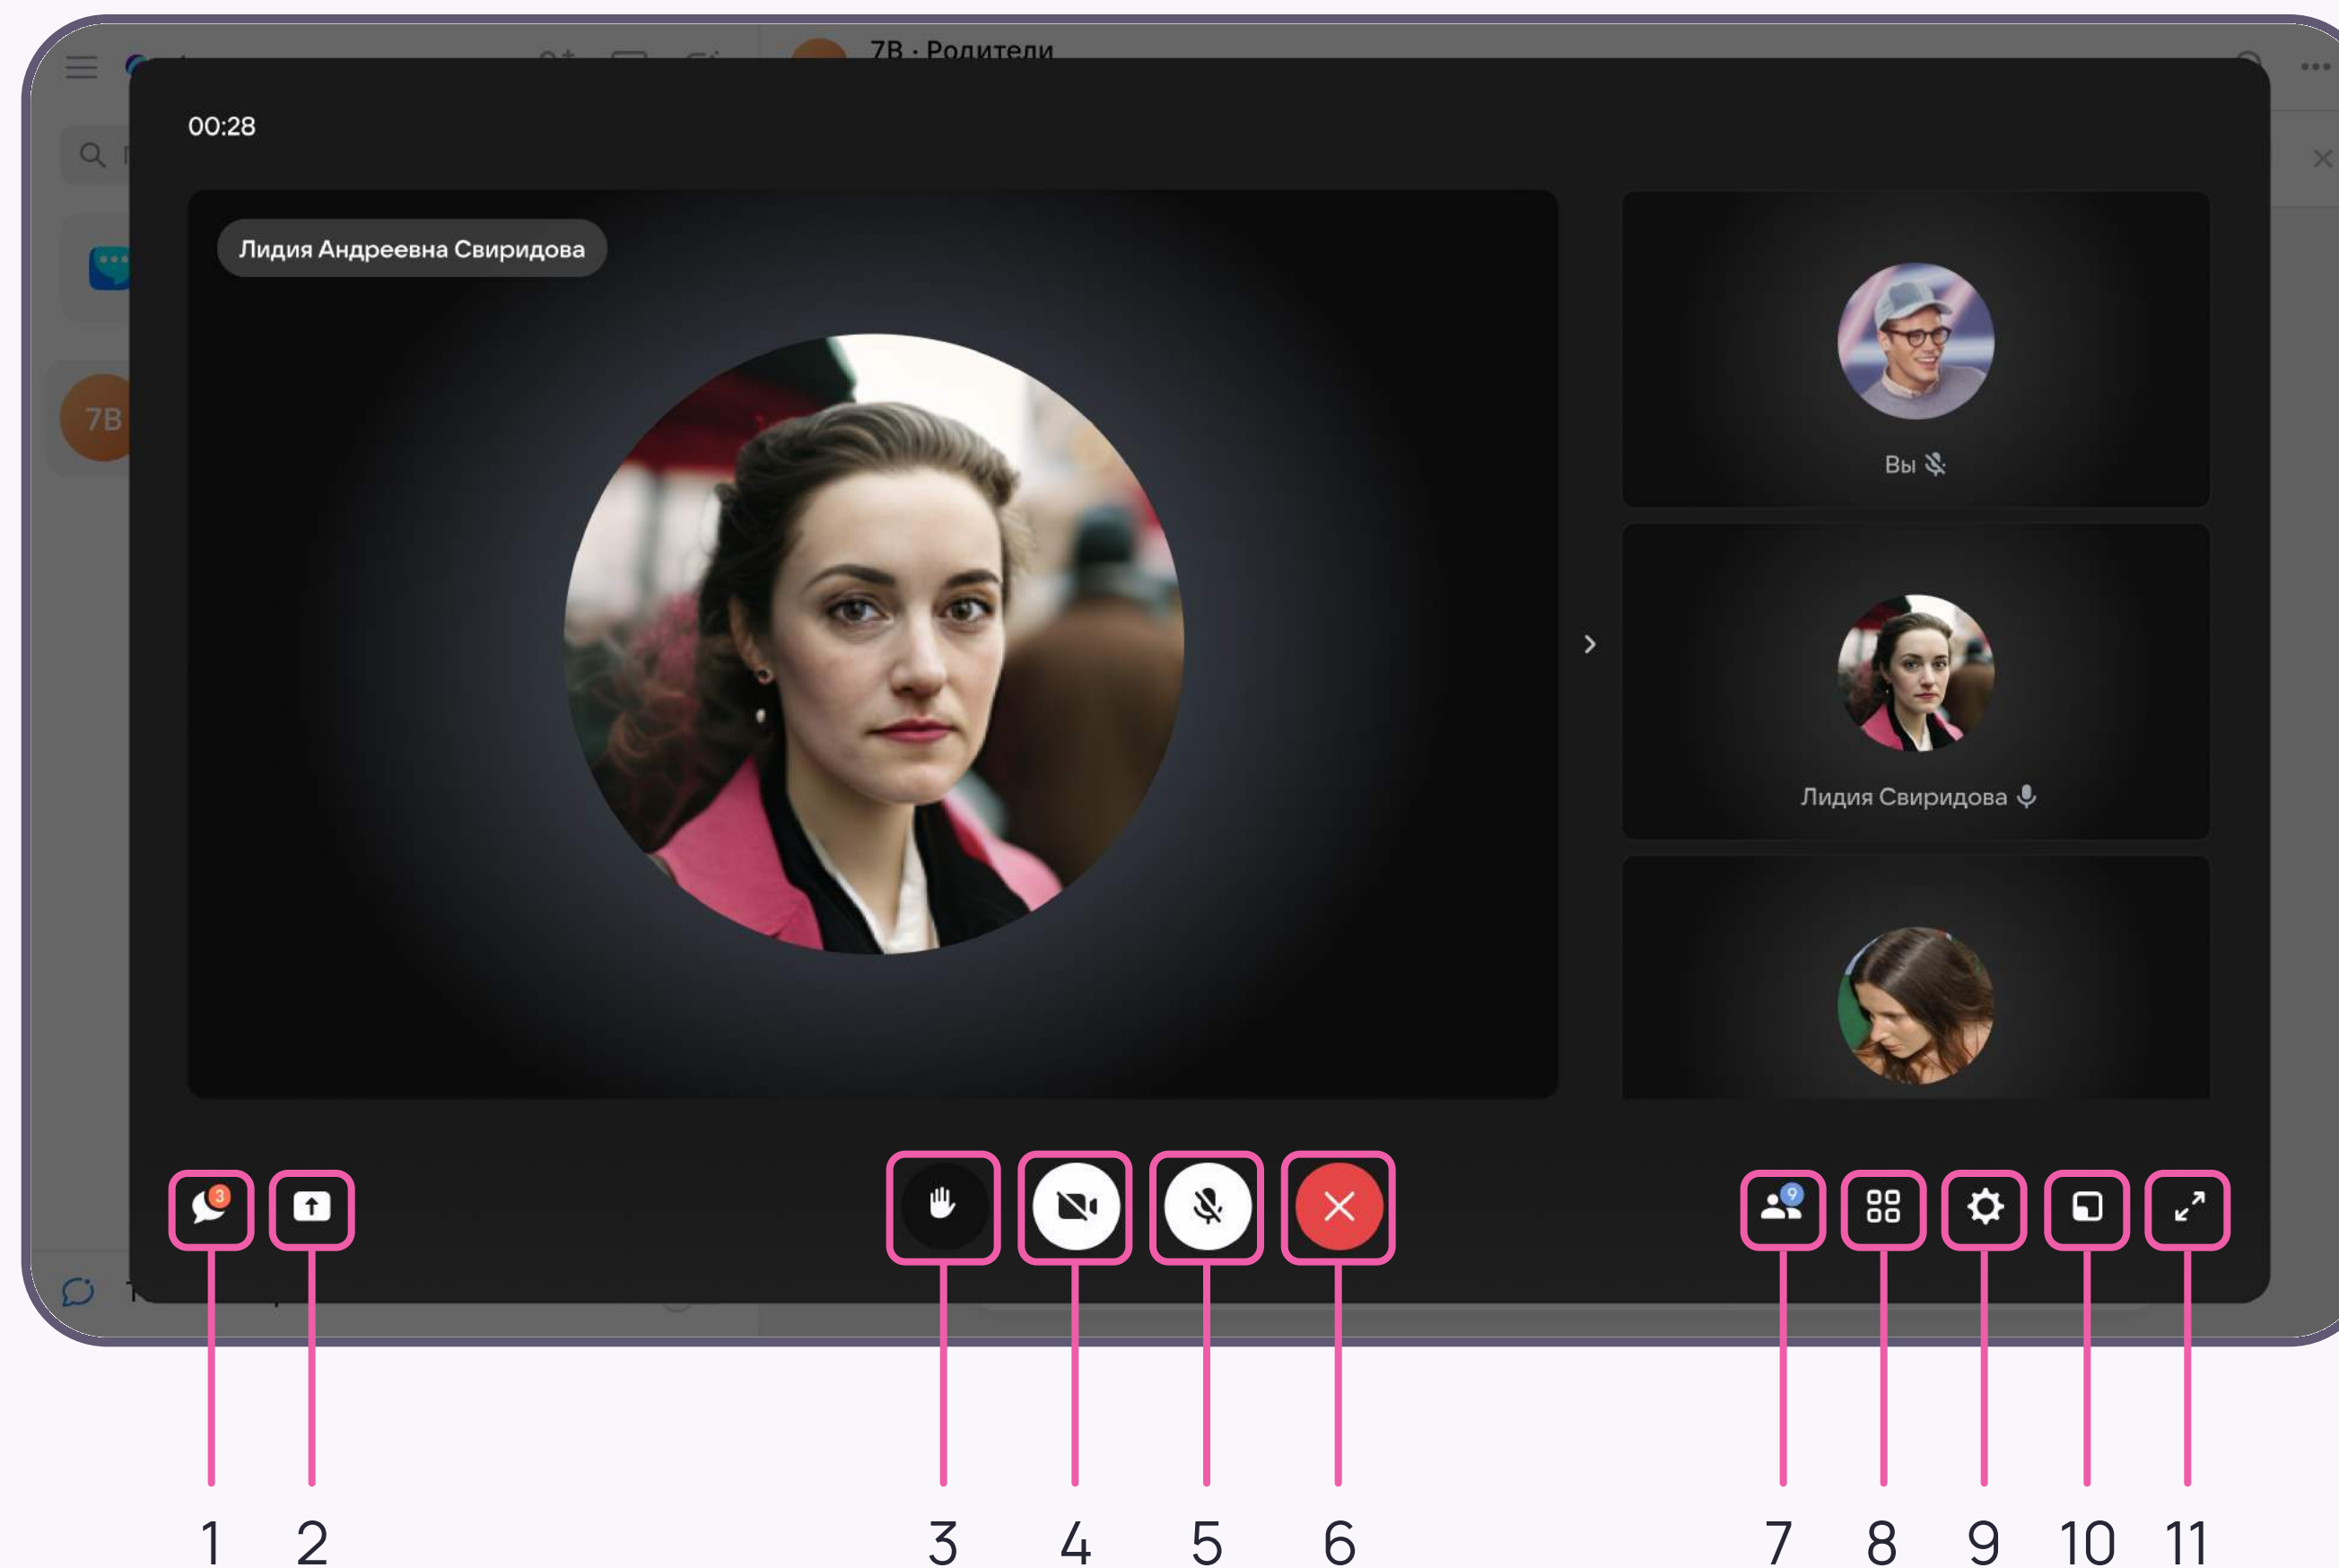 7В · Родители
00:28
Лидия Андреевна Свиридова
7В
Вы
Лидия Свиридова
3
9
1 2 3 4 5 6 7 8 9 10 11